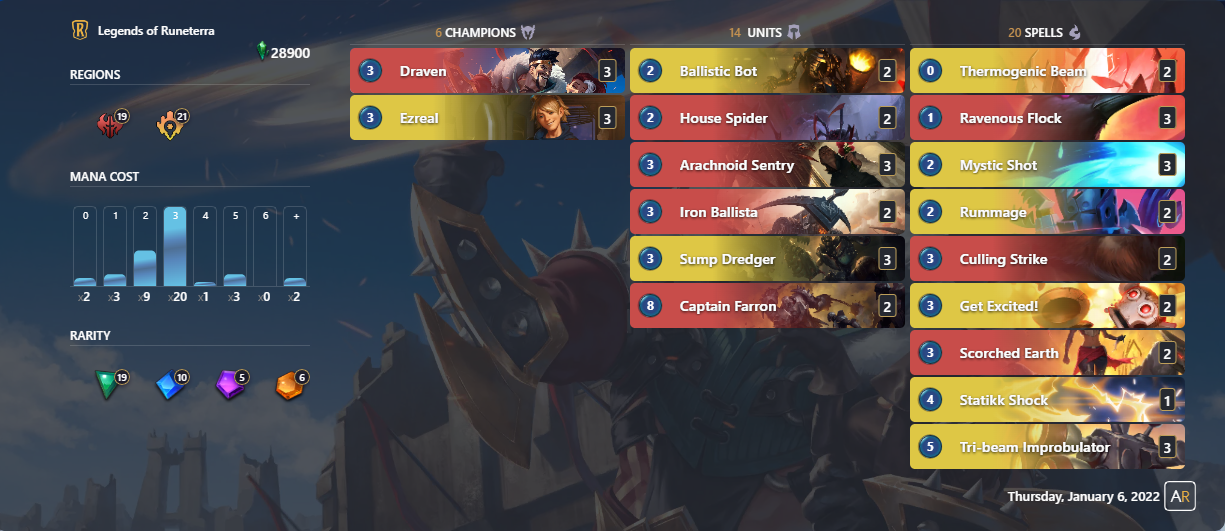 Legends of Runeterra
28900
REGIONS
19 21
MANA COST
0 1 2 3 4 5 6 +
x2 x3 x9 x20 x1 x3 x0 x2
RARITY
19 10 5 6
6 CHAMPIONS
3 Draven 3
3 Ezreal 3
14 UNITS
2 Ballistic Bot 2
2 House Spider 2
3 Arachnoid Sentry 3
3 Iron Ballista 2
3 Sump Dredger 3
8 Captain Farron 2
20 SPELLS
0 Thermogenic Beam 2
1 Ravenous Flock 3
2 Mystic Shot 3
2 Rummage 2
3 Culling Strike 2
3 Get Excited! 2
3 Scorched Earth 2
4 Statikk Shock 1
5 Tri-beam Improbulator 3
Thursday, January 6, 2022 AR